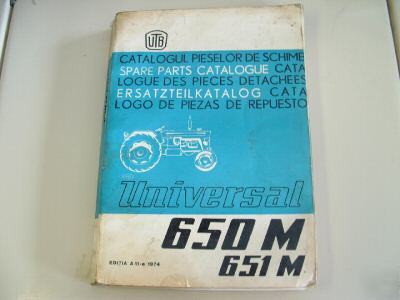 UTB
CATALOGUL PIESELOR DE SCHIMB
SPARE PARTS CATALOGUE CATA
LOGUE DES PIECES DETACHEES
ERSATZTEILKATALOG CATA
LOGO DE PIEZAS DE REPUESTO
Universal
650 M
651 M
EDITIA A III-a 1974